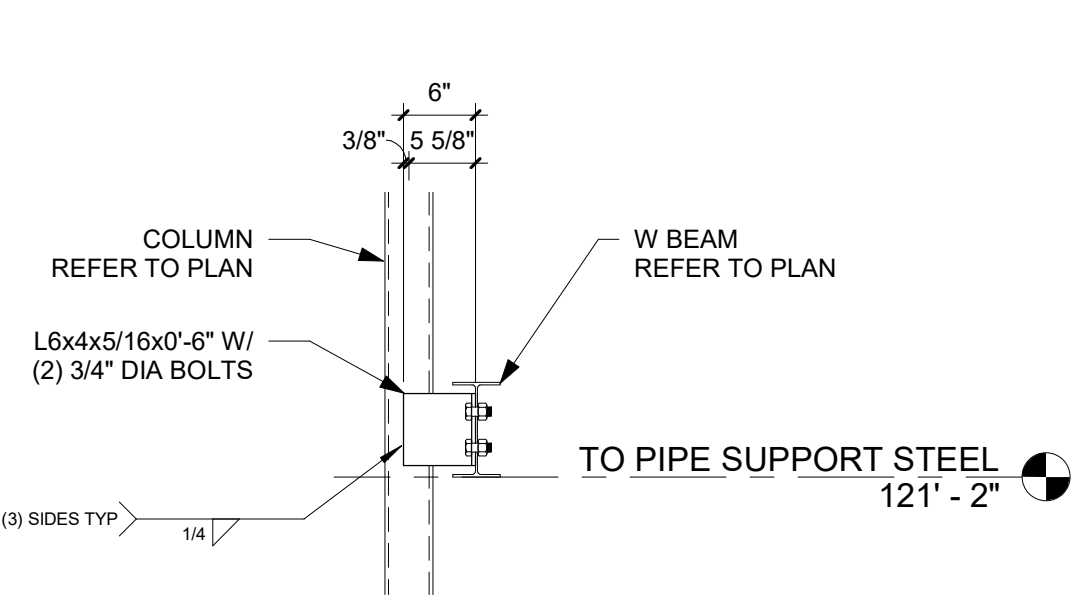 6"
3/8"
5 5/8"
COLUMN
REFER TO PLAN
W BEAM
REFER TO PLAN
L6x4x5/16x0'-6" W/
(2) 3/4" DIA BOLTS
TO PIPE SUPPORT STEEL
121' - 2"
(3) SIDES TYP
1/4